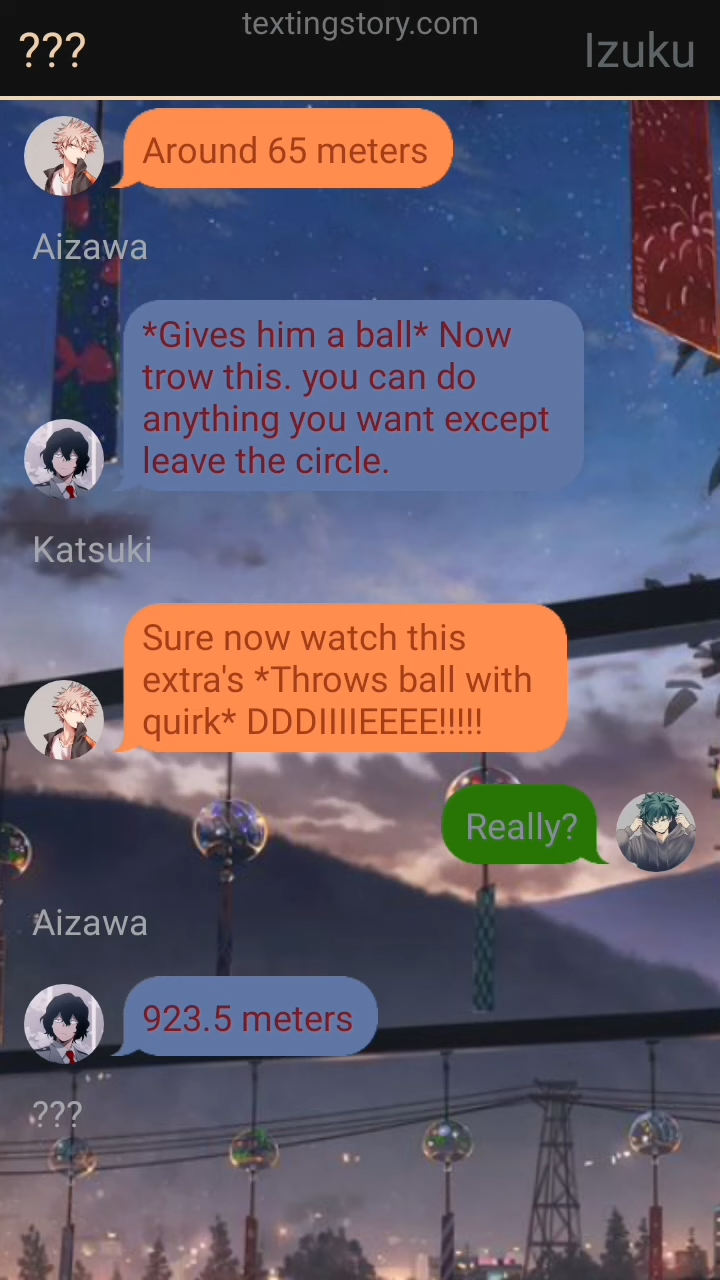 textingstory.com
??? Izuku
Around 65 meters
Aizawa
*Gives him a ball* Now
trow this. you can do
anything you want except
leave the circle.
Katsuki
Sure now watch this
extra's *Throws ball with
quirk* DDDIIIIEEEE!!!!!
Really?
Aizawa
923.5 meters
???